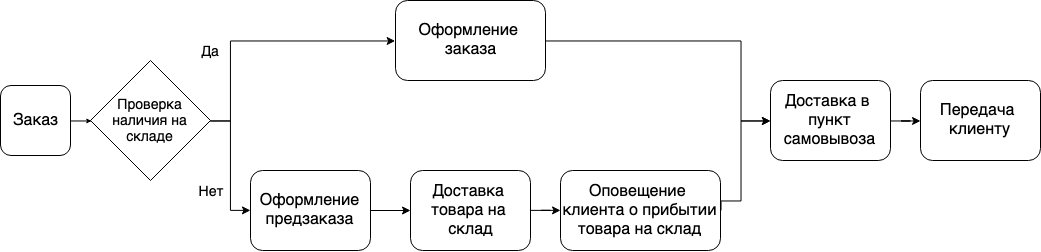 Заказ
Проверка
наличия на
складе
Да
Оформление
заказа
Нет
Оформление
предзаказа
Доставка
товара на
склад
Оповещение
клиента о прибытии
товара на склад
Доставка в
пункт
самовывоза
Передача
клиенту